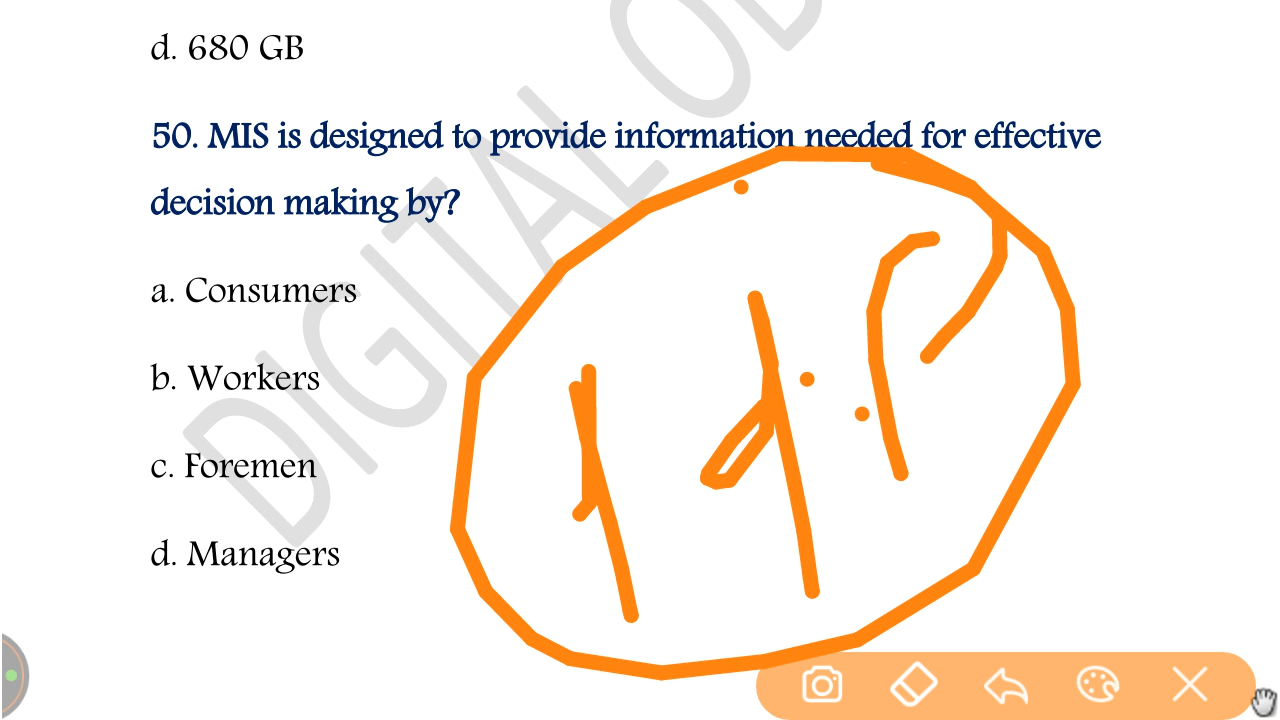 d. 680 GB
50. MIS is designed to provide information needed for effective
decision making by?
a. Consumers
b. Workers
c. Foremen
d. Managers
DIGITAL